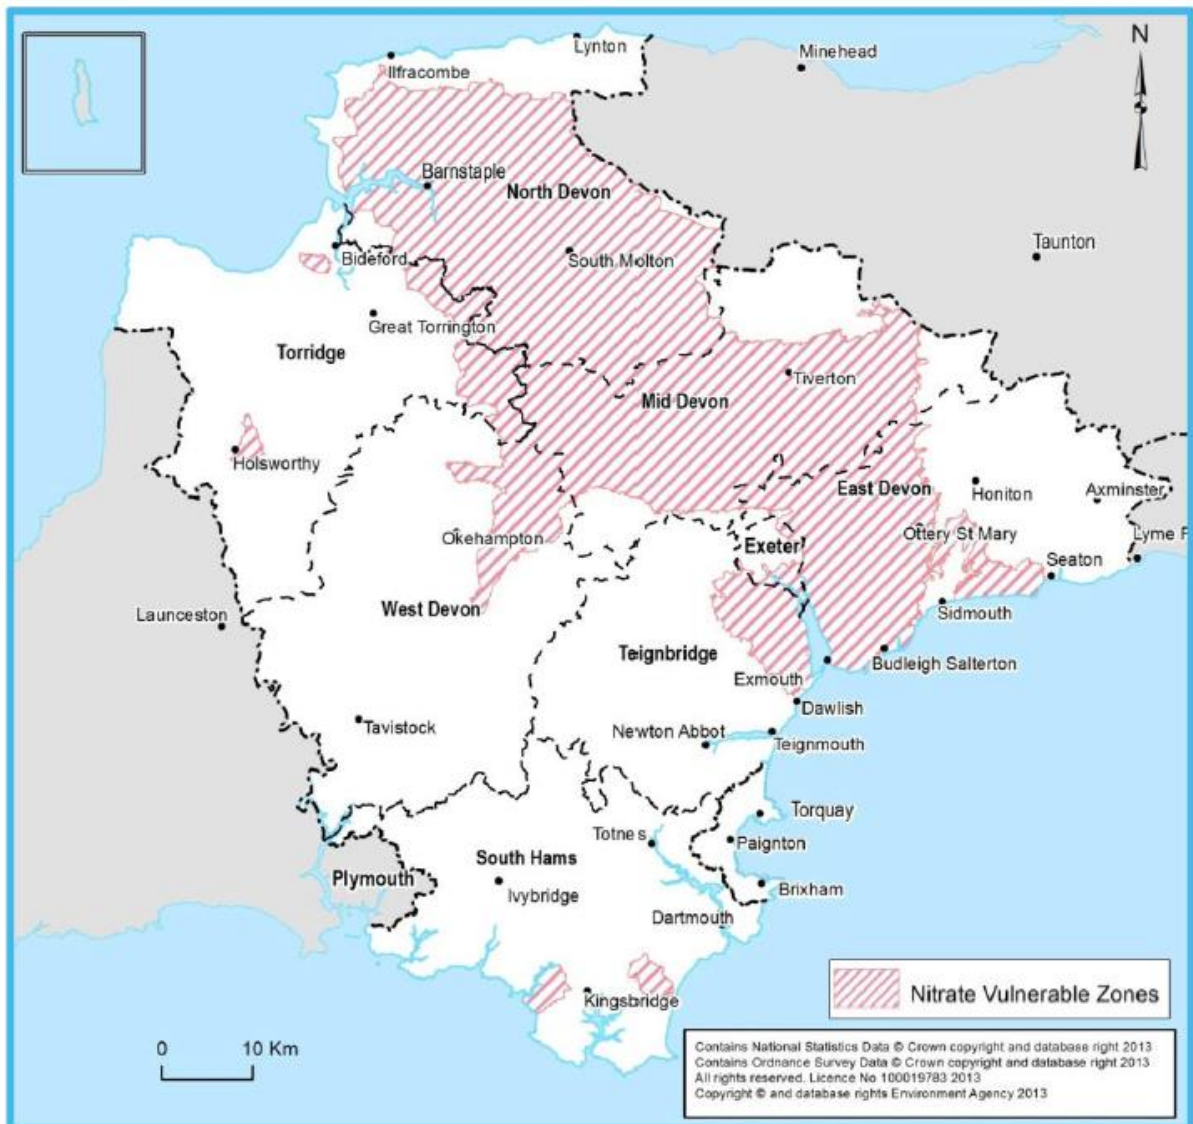 N
Lynton
Minehead
Ilfracombe
Barnstaple
North Devon
Taunton
Bideford
South Molton
Great Torrington
Torridge
Tiverton
Mid Devon
Holsworthy
East Devon
Honiton
Axminster
Okehampton
Exeter
Ottery St Mary
Lyme R
Seaton
Launceston
West Devon
Sidmouth
Teignbridge
Budleigh Salterton
Exmouth
Dawlish
Tavistock
Newton Abbot
Teignmouth
Torquay
Totnes
Paignton
South Hams
Plymouth
Ivybridge
Brixham
Dartmouth
Kingsbridge
Nitrate Vulnerable Zones
0 10 Km
Contains National Statistics Data © Crown copyright and database right 2013
Contains Ordnance Survey Data © Crown copyright and database right 2013
All rights reserved. Licence No 100019783 2013
Copyright © and database rights Environment Agency 2013